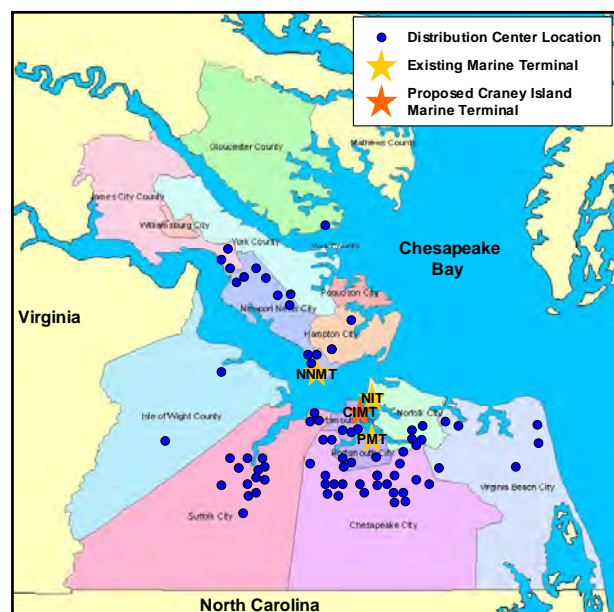 Distribution Center Location
Existing Marine Terminal
Proposed Craney Island
Marine Terminal
Mathews County
Gloucester County
James City County
Williamsburg City
York County
Chesapeake
Bay
Virginia
Poquoson City
Newport News City
Hampton City
NNMT
NIT
CIMT
Norfolk City
Isle of Wight County
PMT
Portsmouth City
Virginia Beach City
Suffolk City
Chesapeake City
North Carolina